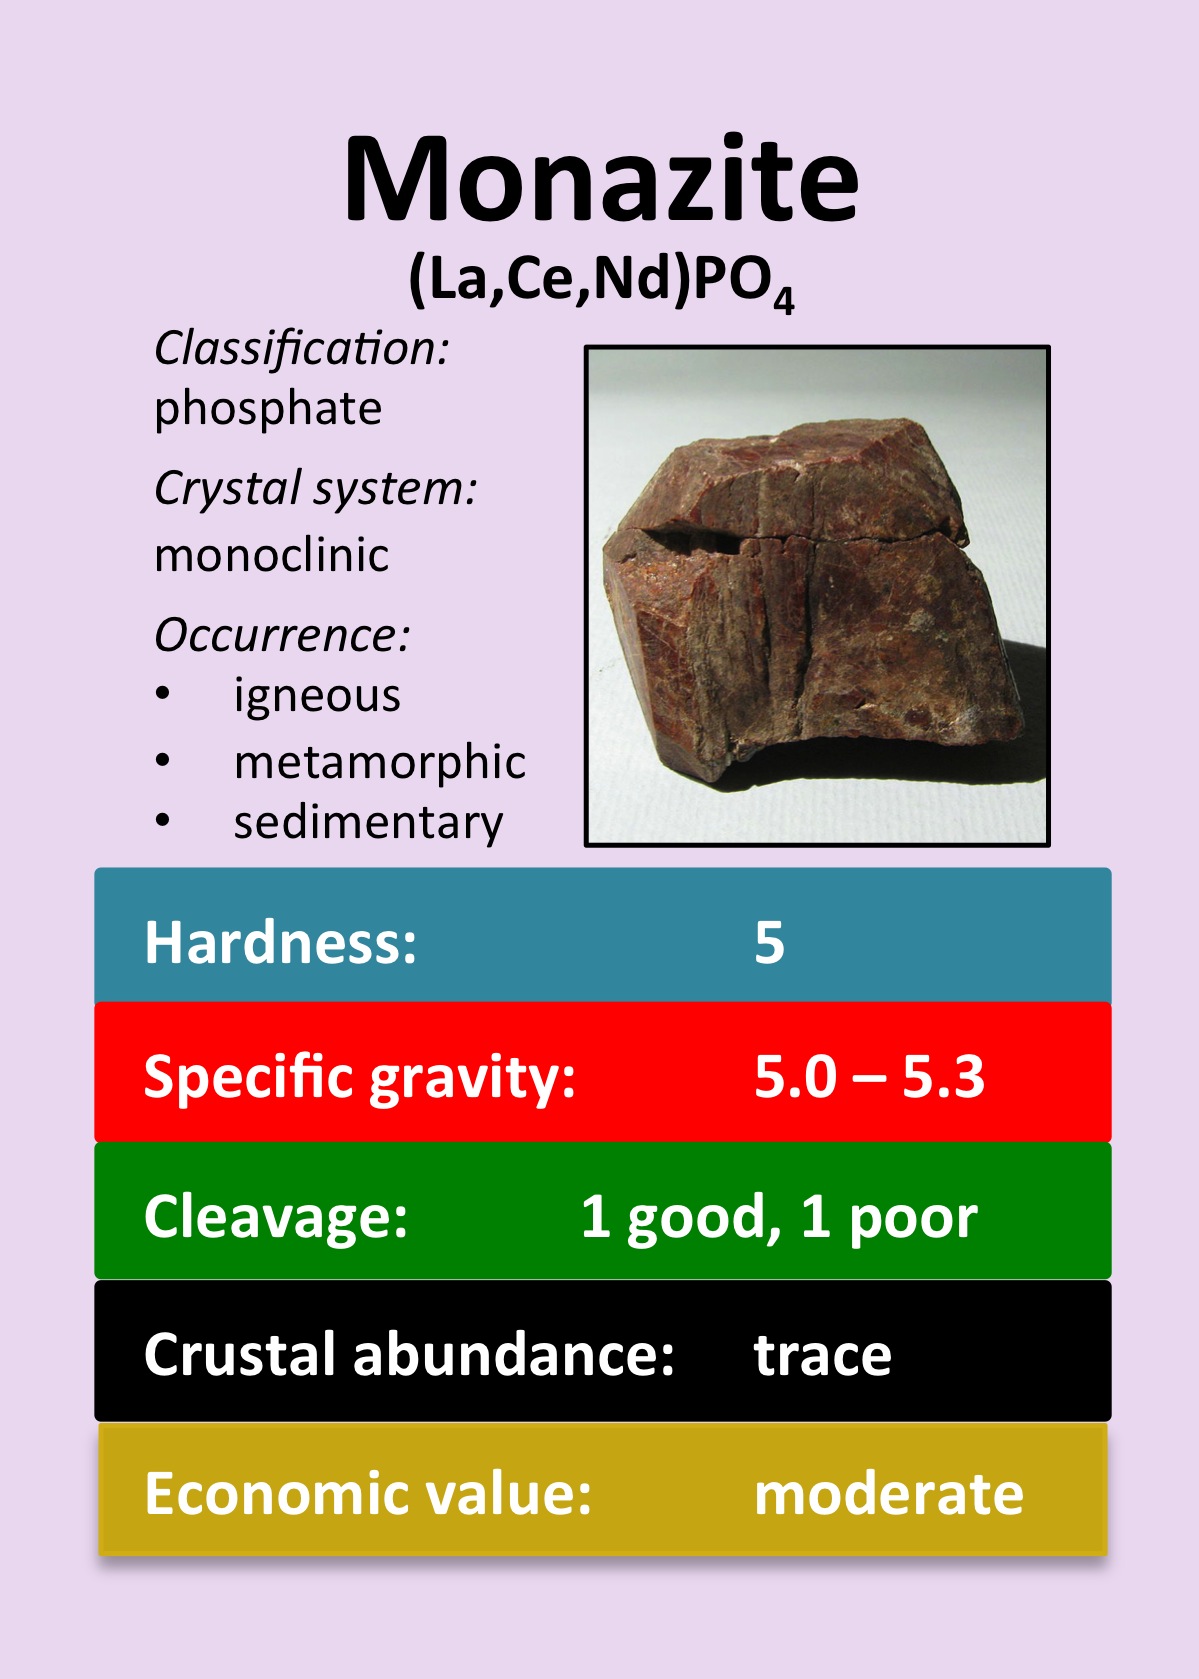 Monazite
(La,Ce,Nd)PO₄
Classification:
phosphate
Crystal system:
monoclinic
Occurrence:
• igneous
• metamorphic
• sedimentary
Hardness: 5
Specific gravity: 5.0 – 5.3
Cleavage: 1 good, 1 poor
Crustal abundance: trace
Economic value: moderate